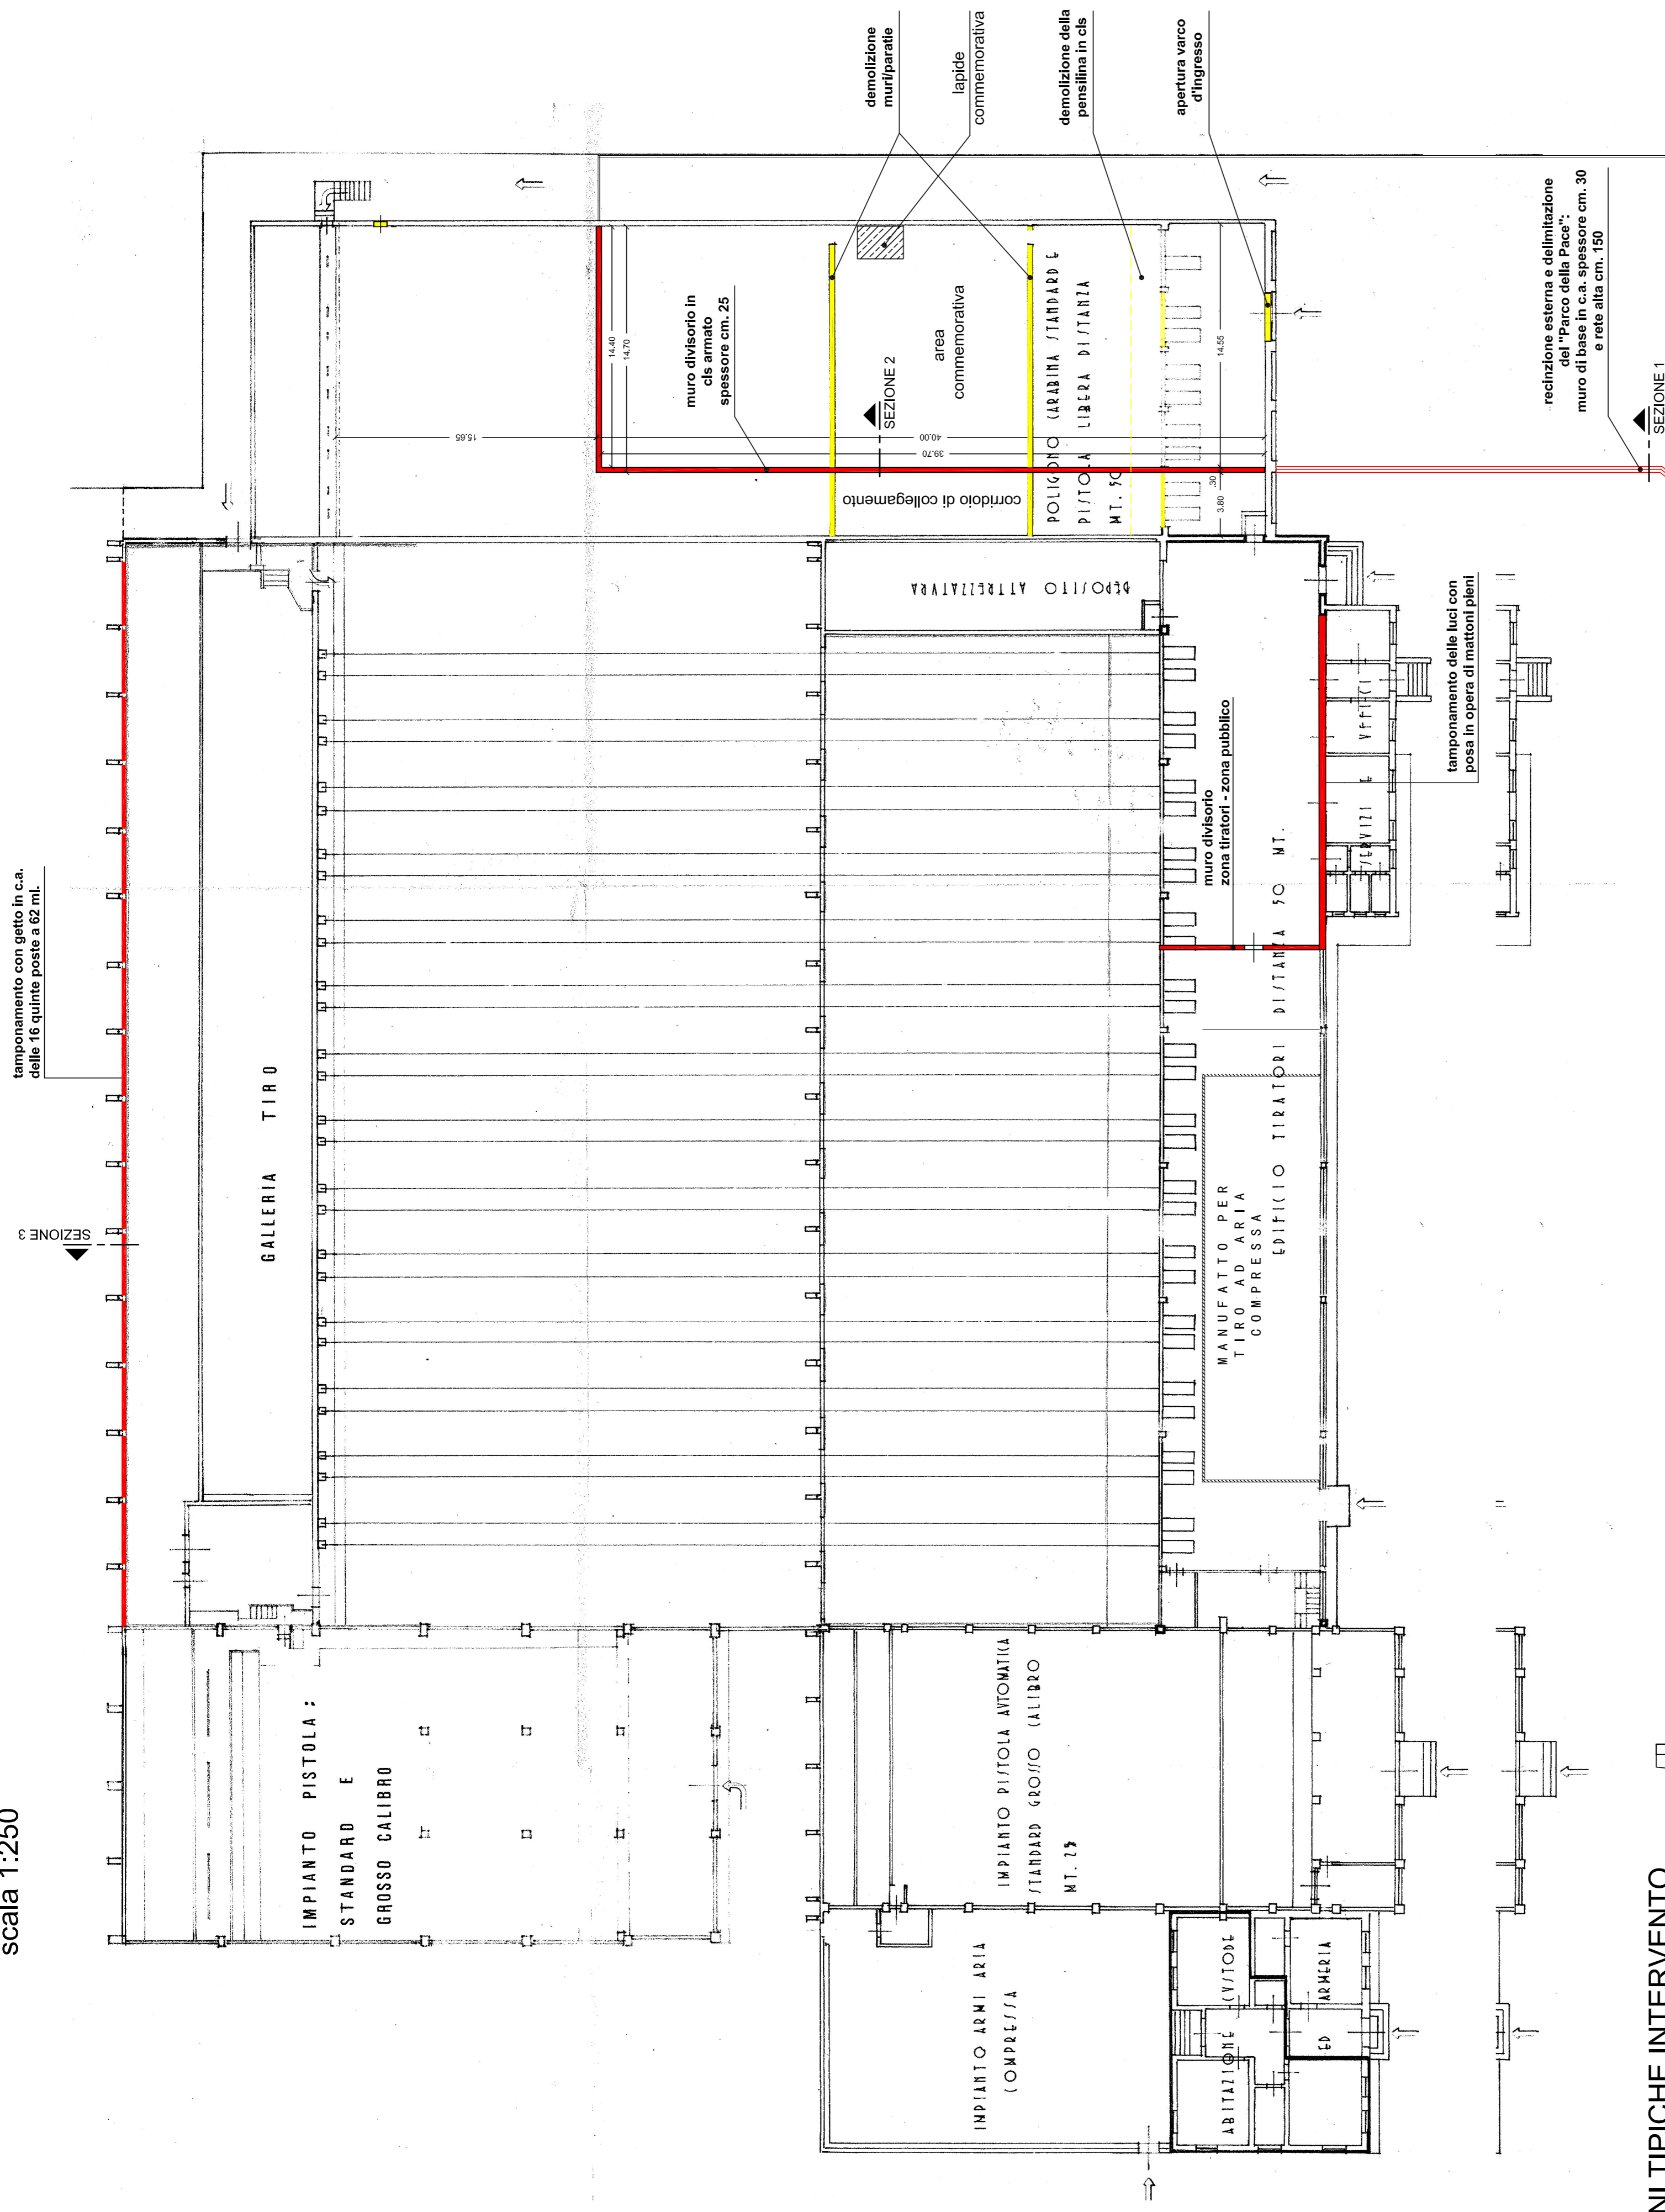 scala 1:250
tamponamento con getto in c.a.
delle 16 quinte poste a 62 ml.
SEZIONE 3
GALLERIA TIRO
IMPIANTO PISTOLA:
STANDARD E
GROSSO CALIBRO
demolizione
muri/paratie
lapide
commemorativa
demolizione della
pensilina in cls
apertura varco
d'ingresso
recinzione esterna e delimitazione
del "Parco della Pace":
muro di base in c.a. spessore cm. 30
e rete alta cm. 150
SEZIONE 1
muro divisorio in
cls armato
spessore cm. 25
SEZIONE 2
area
commemorativa
14.40
14.70
15.65
40.00
39.70
14.55
.30
3.80
corridoio di collegamento
POLIGONO CARABINA STANDARD E
PISTOLA LIBERA DISTANZA
MT. 50
DEPOSITO ATTREZZATURA
muro divisorio
zona tiratori - zona pubblico
tamponamento delle luci con
posa in opera di mattoni pieni
SERVIZI E UFFICI
EDIFICIO TIRATORI DISTANZA 50 MT.
MANUFATTO PER
TIRO AD ARIA
COMPRESSA
IMPIANTO PISTOLA AUTOMATICA
STANDARD GROSSO CALIBRO
MT. 25
IMPIANTO ARMI ARIA
COMPRESSA
ABITAZIONE CUSTODE
ED ARMERIA
NI TIPICHE INTERVENTO